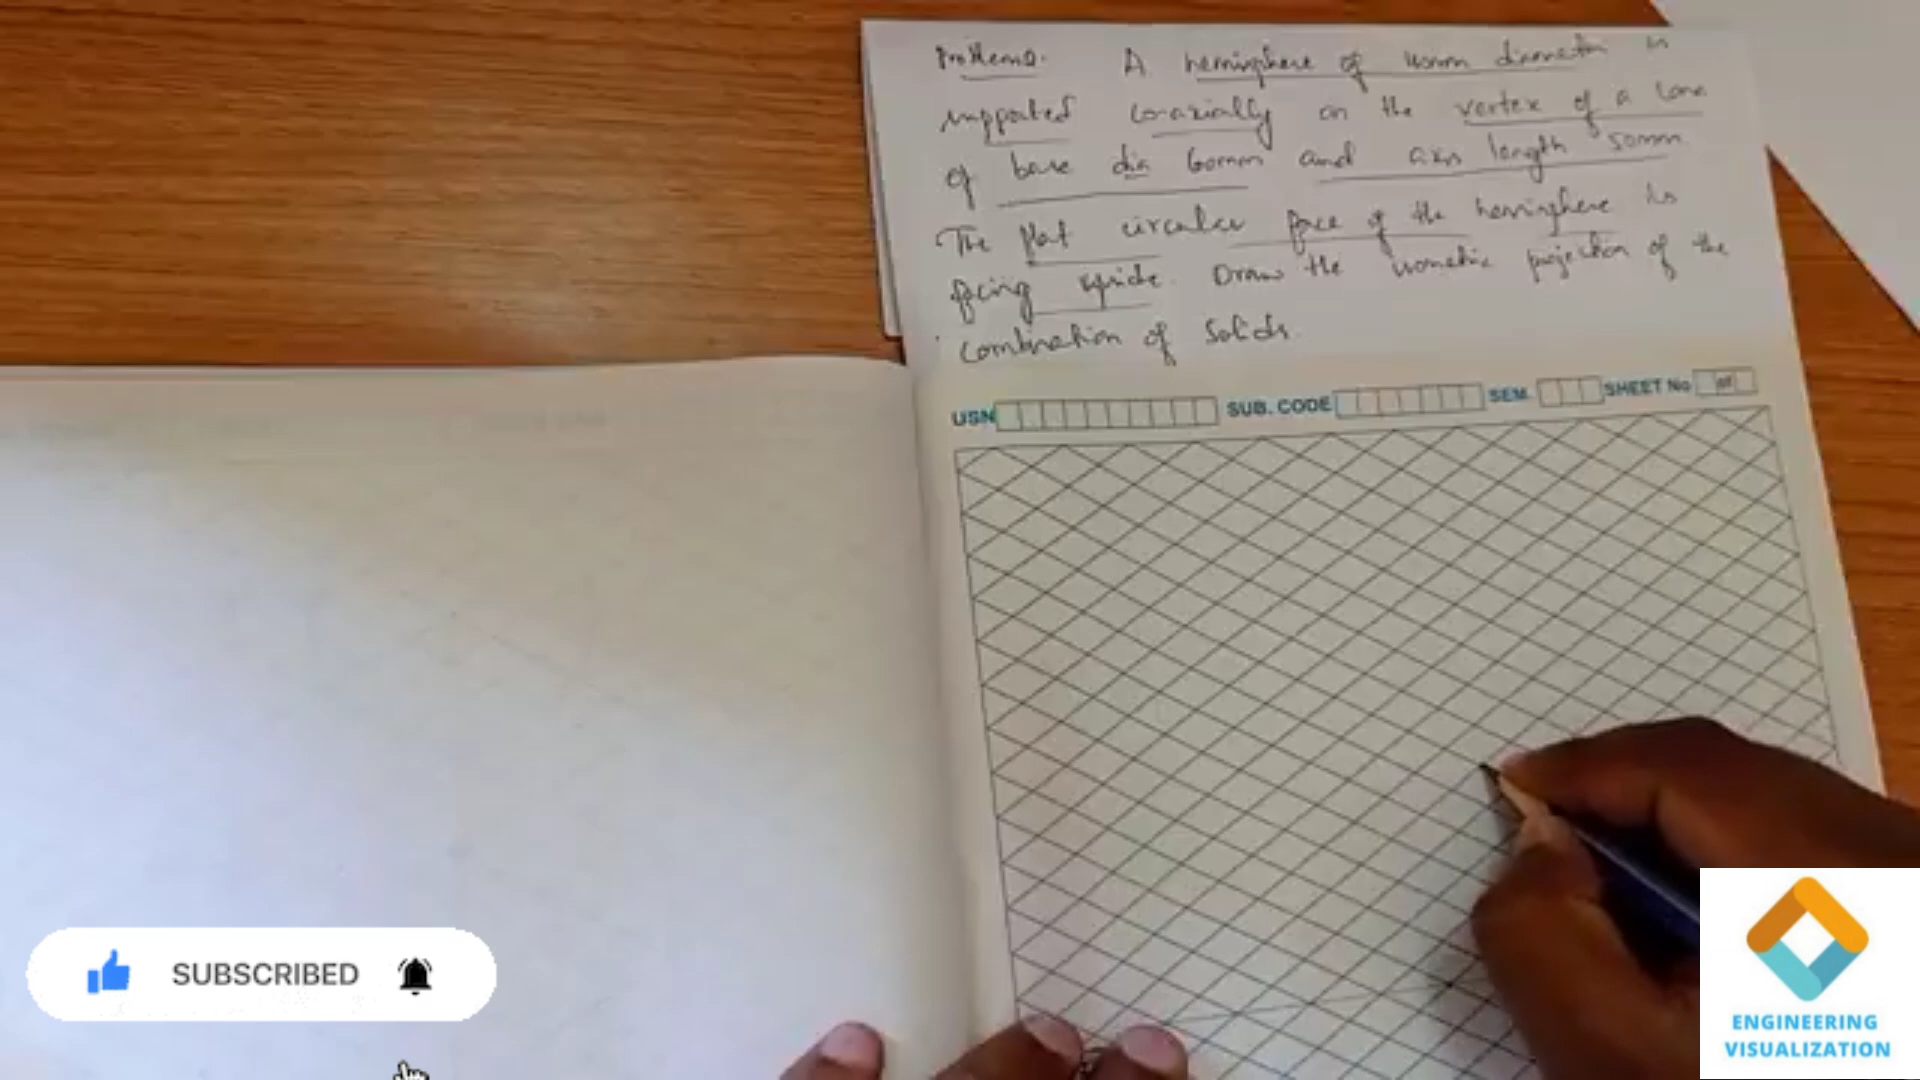 Problems. A hemisphere of 40mm diameter is
supported co-axially on the vertex of a cone
of base dia 60mm and axis length 50mm
The flat circular face of the hemisphere is
facing upside. Draw the isometric projection of the
combination of solids.
USN SUB. CODE SEM. SHEET No
SUBSCRIBED
ENGINEERING
VISUALIZATION